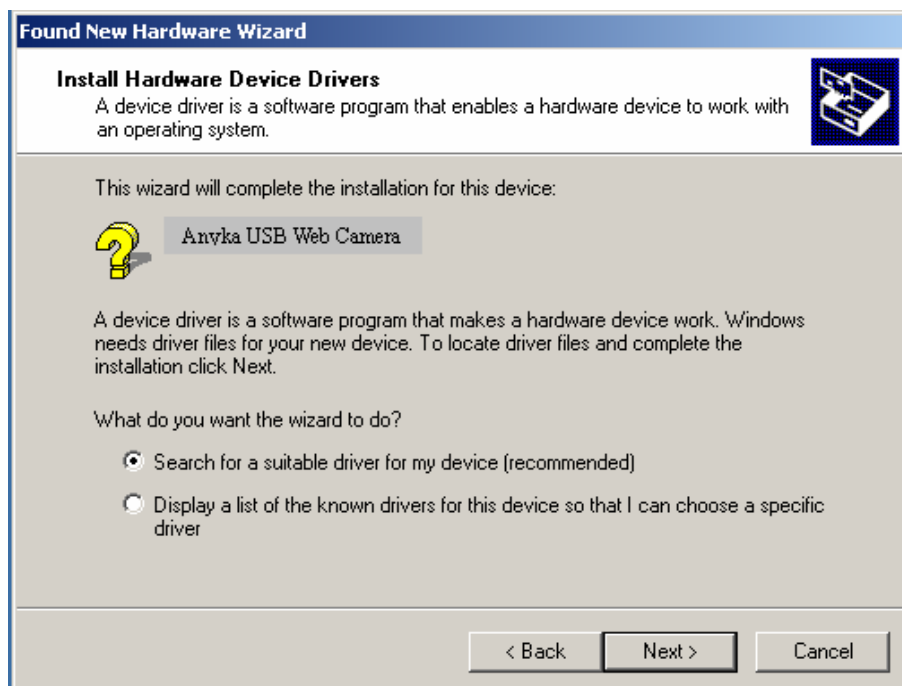 Found New Hardware Wizard
Install Hardware Device Drivers
A device driver is a software program that enables a hardware device to work with
an operating system.
This wizard will complete the installation for this device:
Anyka USB Web Camera
A device driver is a software program that makes a hardware device work. Windows
needs driver files for your new device. To locate driver files and complete the
installation click Next.
What do you want the wizard to do?
Search for a suitable driver for my device (recommended)
Display a list of the known drivers for this device so that I can choose a specific
driver
< Back Next > Cancel